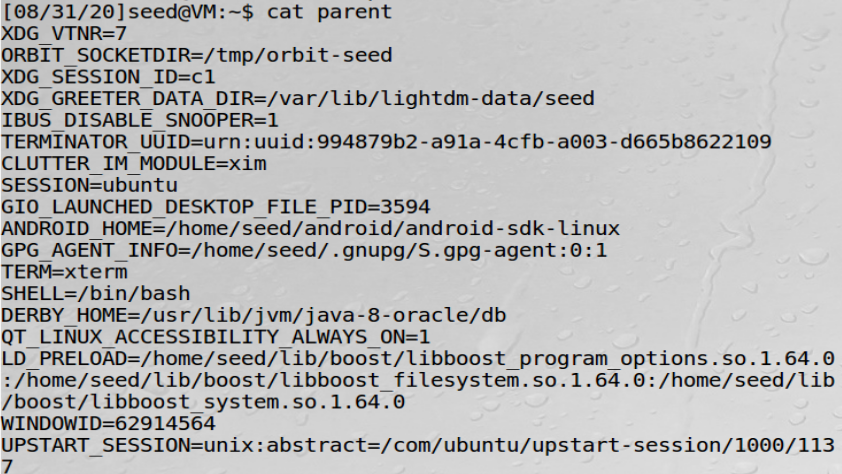 [08/31/20]seed@VM:~$ cat parent
XDG_VTNR=7
ORBIT_SOCKETDIR=/tmp/orbit-seed
XDG_SESSION_ID=c1
XDG_GREETER_DATA_DIR=/var/lib/lightdm-data/seed
IBUS_DISABLE_SNOOPER=1
TERMINATOR_UUID=urn:uuid:994879b2-a91a-4cfb-a003-d665b8622109
CLUTTER_IM_MODULE=xim
SESSION=ubuntu
GIO_LAUNCHED_DESKTOP_FILE_PID=3594
ANDROID_HOME=/home/seed/android/android-sdk-linux
GPG_AGENT_INFO=/home/seed/.gnupg/S.gpg-agent:0:1
TERM=xterm
SHELL=/bin/bash
DERBY_HOME=/usr/lib/jvm/java-8-oracle/db
QT_LINUX_ACCESSIBILITY_ALWAYS_ON=1
LD_PRELOAD=/home/seed/lib/boost/libboost_program_options.so.1.64.0
:/home/seed/lib/boost/libboost_filesystem.so.1.64.0:/home/seed/lib
/boost/libboost_system.so.1.64.0
WINDOWID=62914564
UPSTART_SESSION=unix:abstract=/com/ubuntu/upstart-session/1000/113
7